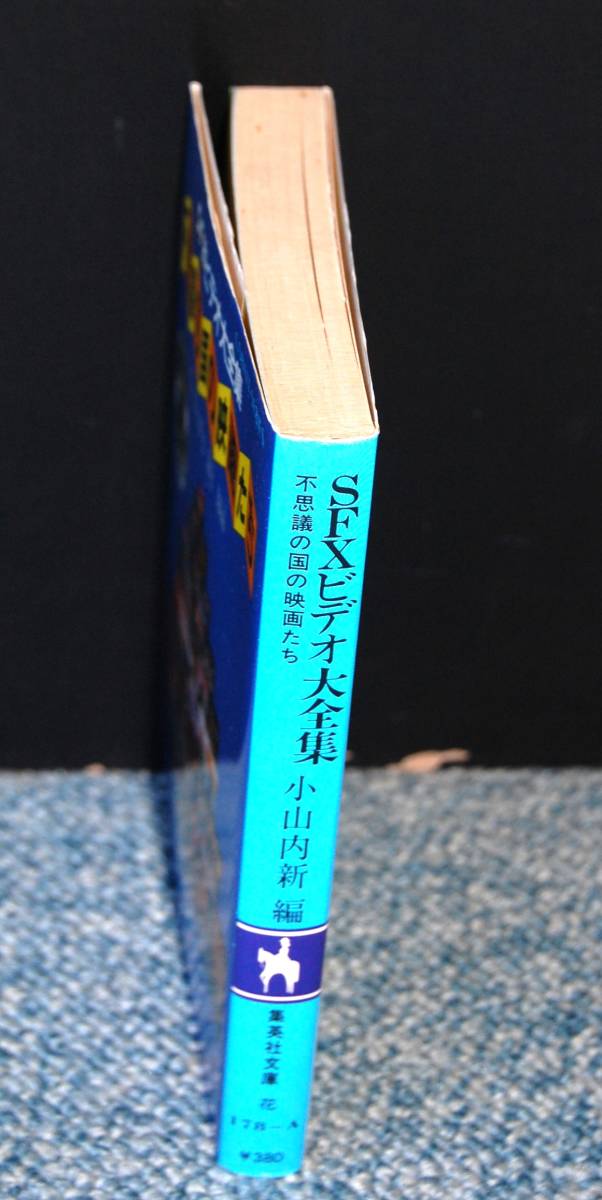 SFXビデオ大全集
不思議の国の映画たち
小山内新 編
集英社文庫 花
178-A
¥380